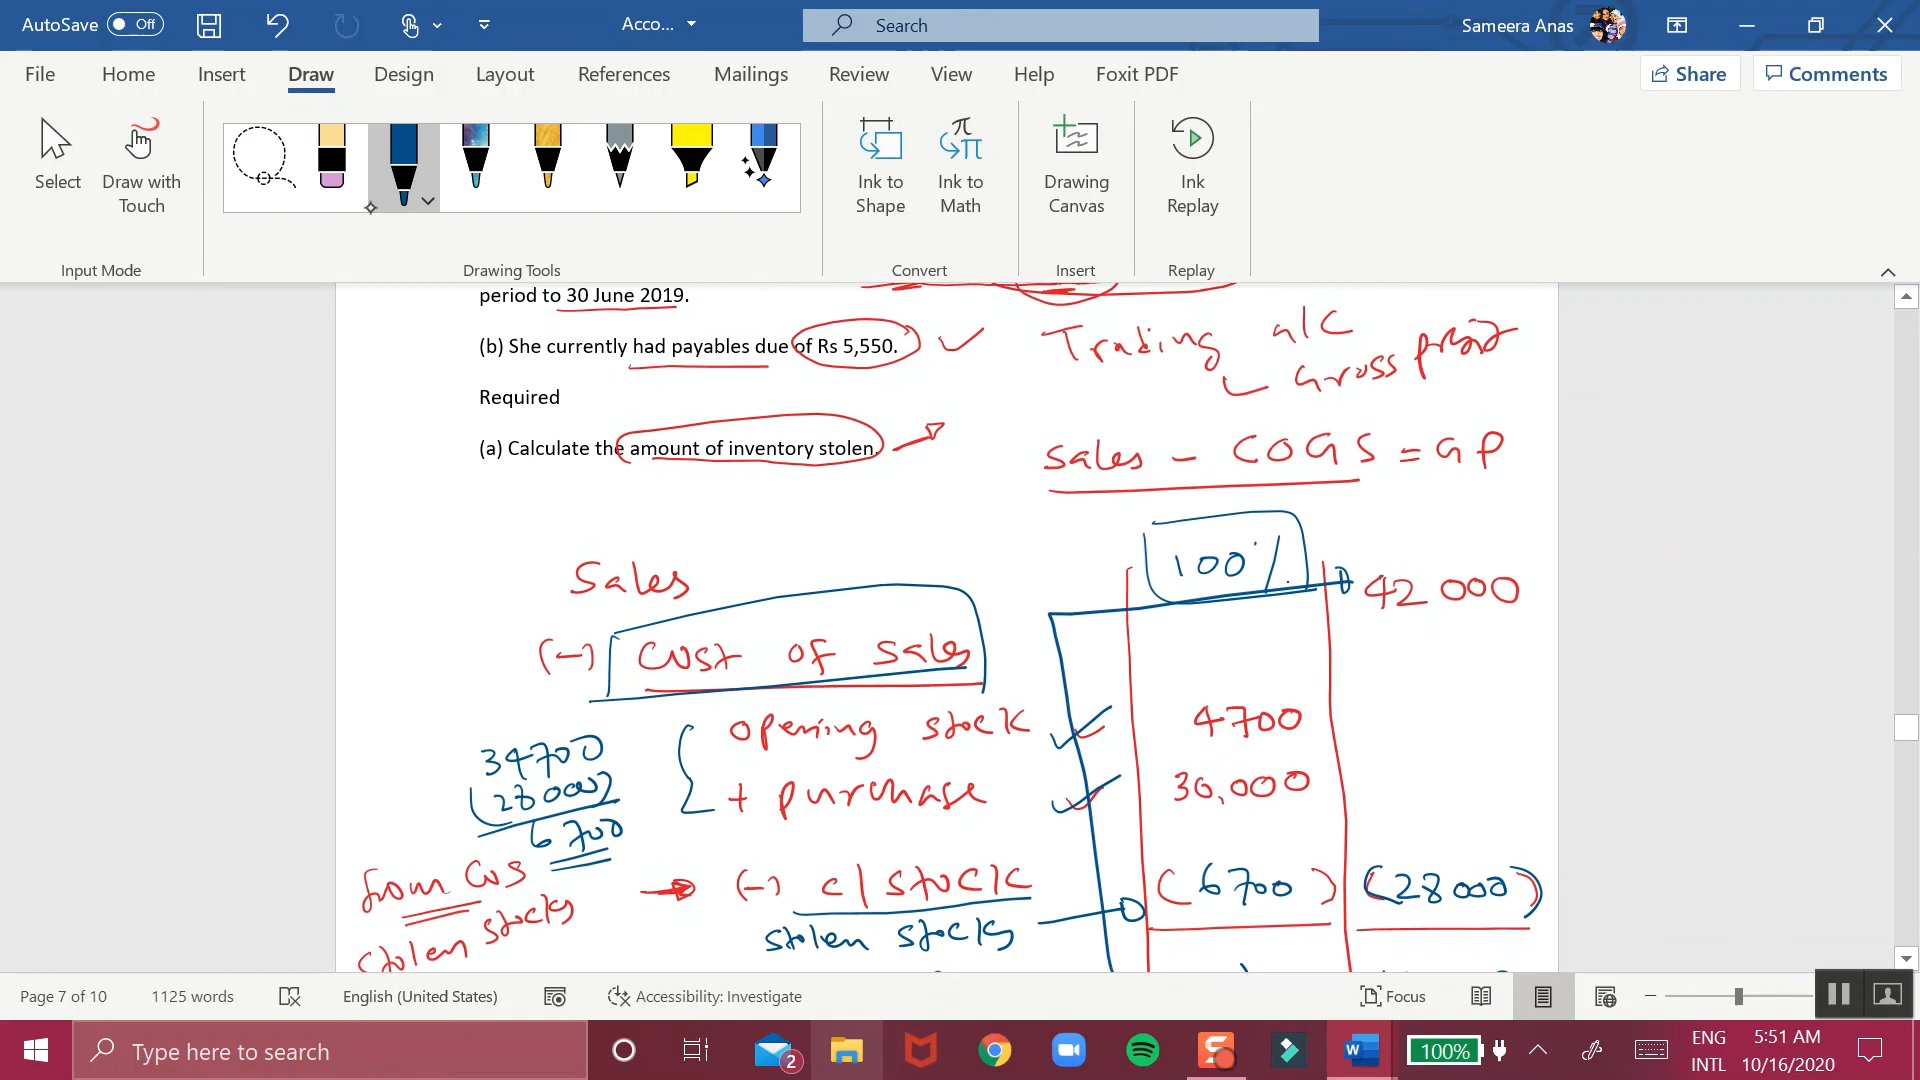 AutoSave Off Acco... Search Sameera Anas
File Home Insert Draw Design Layout References Mailings Review View Help Foxit PDF Share Comments
Select
Draw with Touch
Ink to Shape
Ink to Math
Drawing Canvas
Ink Replay
Input Mode Drawing Tools Convert Insert Replay
period to 30 June 2019.
(b) She currently had payables due of Rs 5,550.
Trading a/c
Gross profit
Required
(a) Calculate the amount of inventory stolen.
Sales - COGS = GP
100%
Sales 42 000
(-) Cost of sales
opening stock 4700
+ purchase 30,000
34700
(28000)
6700
(-) cl stock (6700) (28 000)
stolen stocks
from COS
stolen stocks
Page 7 of 10 1125 words English (United States) Accessibility: Investigate Focus
Type here to search 2 100% ENG INTL 5:51 AM 10/16/2020